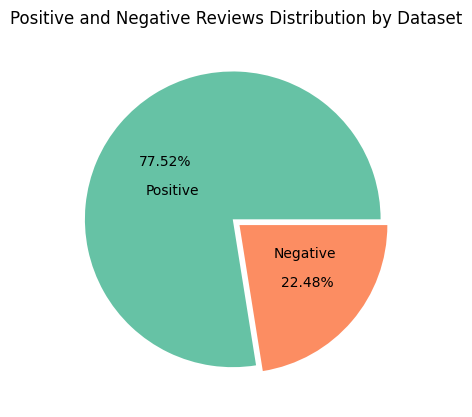 Positive and Negative Reviews Distribution by Dataset
77.52%
Positive
Negative
22.48%